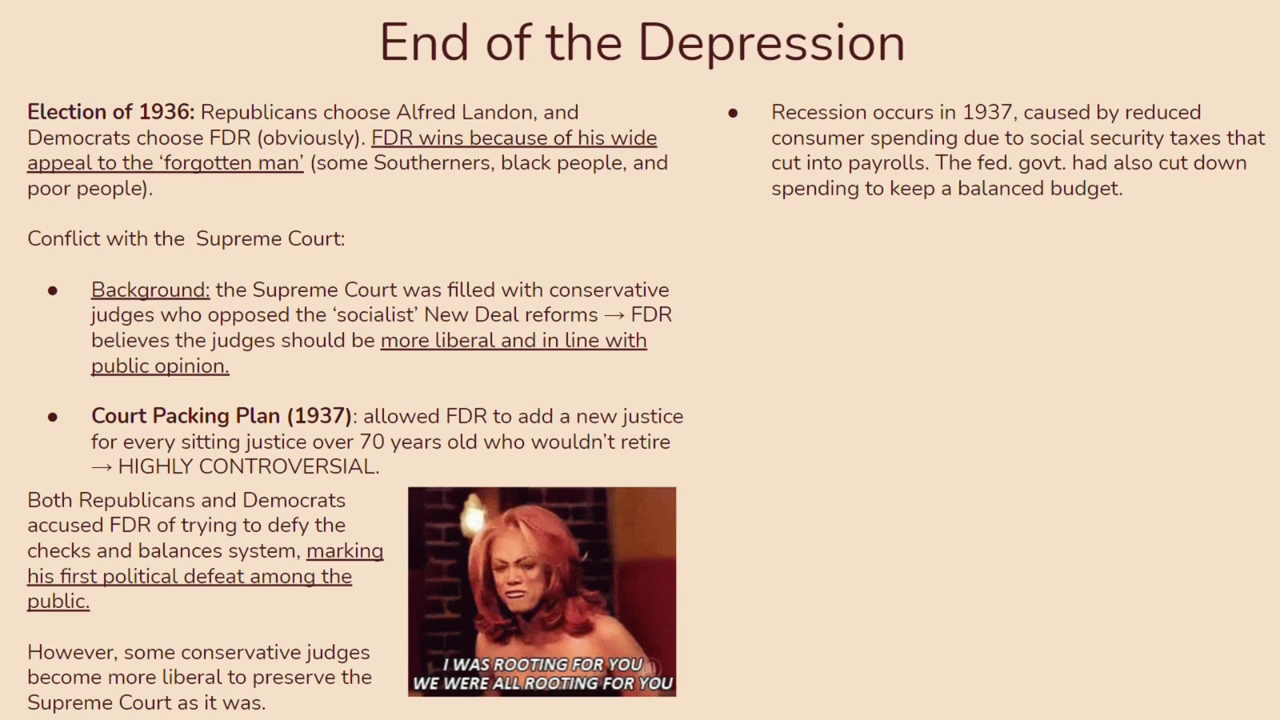 End of the Depression
Election of 1936: Republicans choose Alfred Landon, and
Democrats choose FDR (obviously). FDR wins because of his wide
appeal to the ‘forgotten man’ (some Southerners, black people, and
poor people).
Conflict with the  Supreme Court:
● Background: the Supreme Court was filled with conservative
judges who opposed the ‘socialist’ New Deal reforms → FDR
believes the judges should be more liberal and in line with
public opinion.
● Court Packing Plan (1937): allowed FDR to add a new justice
for every sitting justice over 70 years old who wouldn’t retire
→ HIGHLY CONTROVERSIAL.
Both Republicans and Democrats
accused FDR of trying to defy the
checks and balances system, marking
his first political defeat among the
public.
However, some conservative judges
become more liberal to preserve the
Supreme Court as it was.
I WAS ROOTING FOR YOU
WE WERE ALL ROOTING FOR YOU
● Recession occurs in 1937, caused by reduced
consumer spending due to social security taxes that
cut into payrolls. The fed. govt. had also cut down
spending to keep a balanced budget.